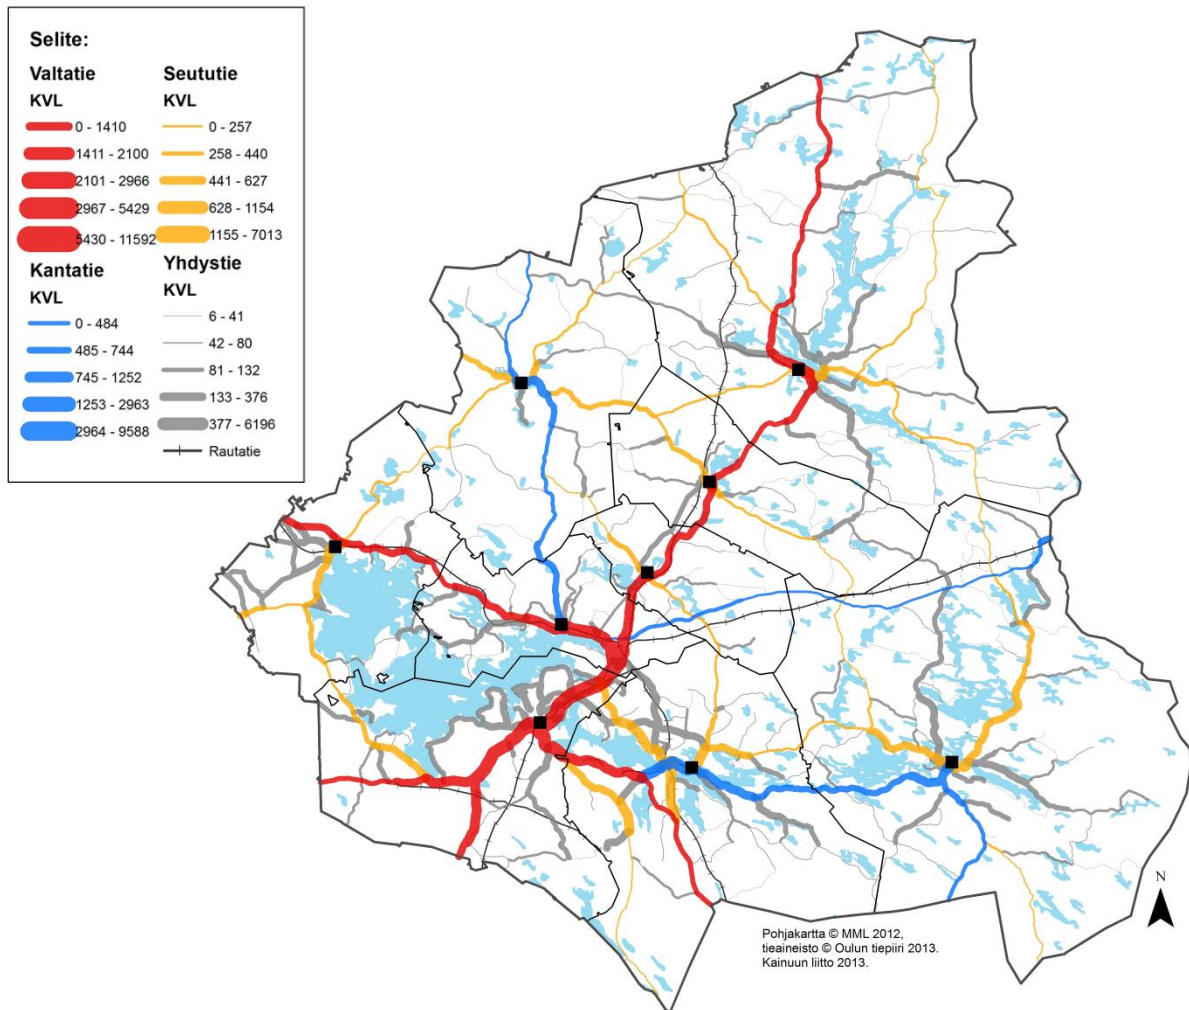 Selite:
Valtatie
KVL
0 - 1410
1411 - 2100
2101 - 2966
2967 - 5429
5430 - 11592
Seututie
KVL
0 - 257
258 - 440
441 - 627
628 - 1154
1155 - 7013
Kantatie
KVL
0 - 484
485 - 744
745 - 1252
1253 - 2963
2964 - 9588
Yhdystie
KVL
6 - 41
42 - 80
81 - 132
133 - 376
377 - 6196
Rautatie
N
Pohjakartta © MML 2012,
tieaineisto © Oulun tiepiiri 2013.
Kainuun liitto 2013.